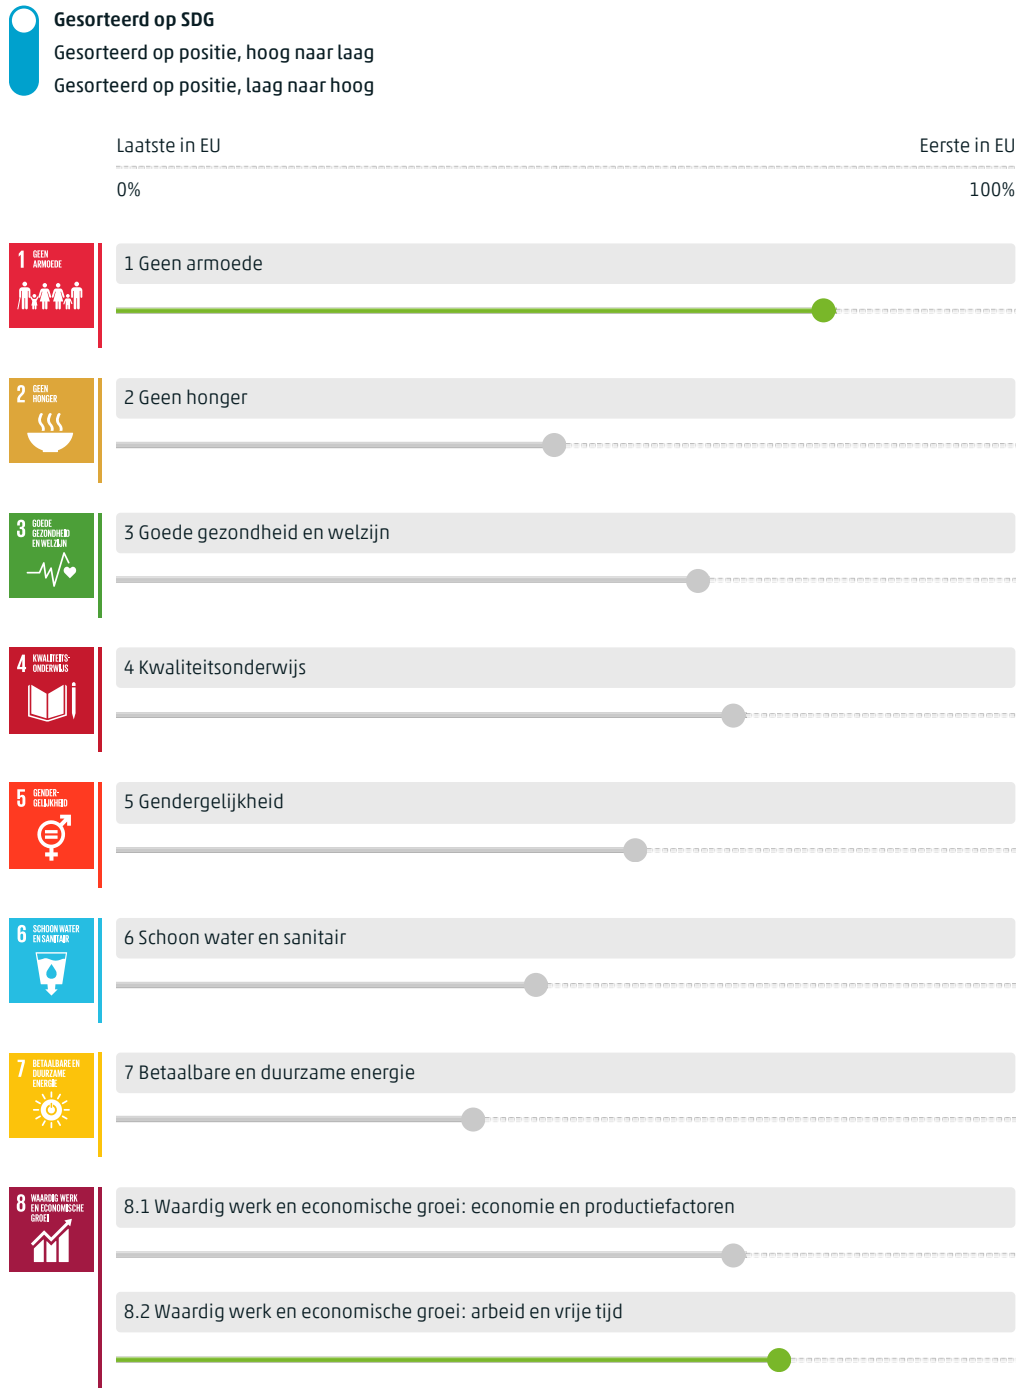 Gesorteerd op SDG
Gesorteerd op positie, hoog naar laag
Gesorteerd op positie, laag naar hoog
Laatste in EU
Eerste in EU
0%
100%
1 GEEN
ARMOEDE
1 Geen armoede
2 GEEN
HONGER
2 Geen honger
3 GOEDE
GEZONDHEID
EN WELZIJN
3 Goede gezondheid en welzijn
4 KWALITEITS-
ONDERWIJS
4 Kwaliteitsonderwijs
5 GENDER-
GELIJKHEID
5 Gendergelijkheid
6 SCHOON WATER
EN SANITAIR
6 Schoon water en sanitair
7 BETAALBARE EN
DUURZAME
ENERGIE
7 Betaalbare en duurzame energie
8 WAARDIG WERK
EN ECONOMISCHE
GROEI
8.1 Waardig werk en economische groei: economie en productiefactoren
8.2 Waardig werk en economische groei: arbeid en vrije tijd